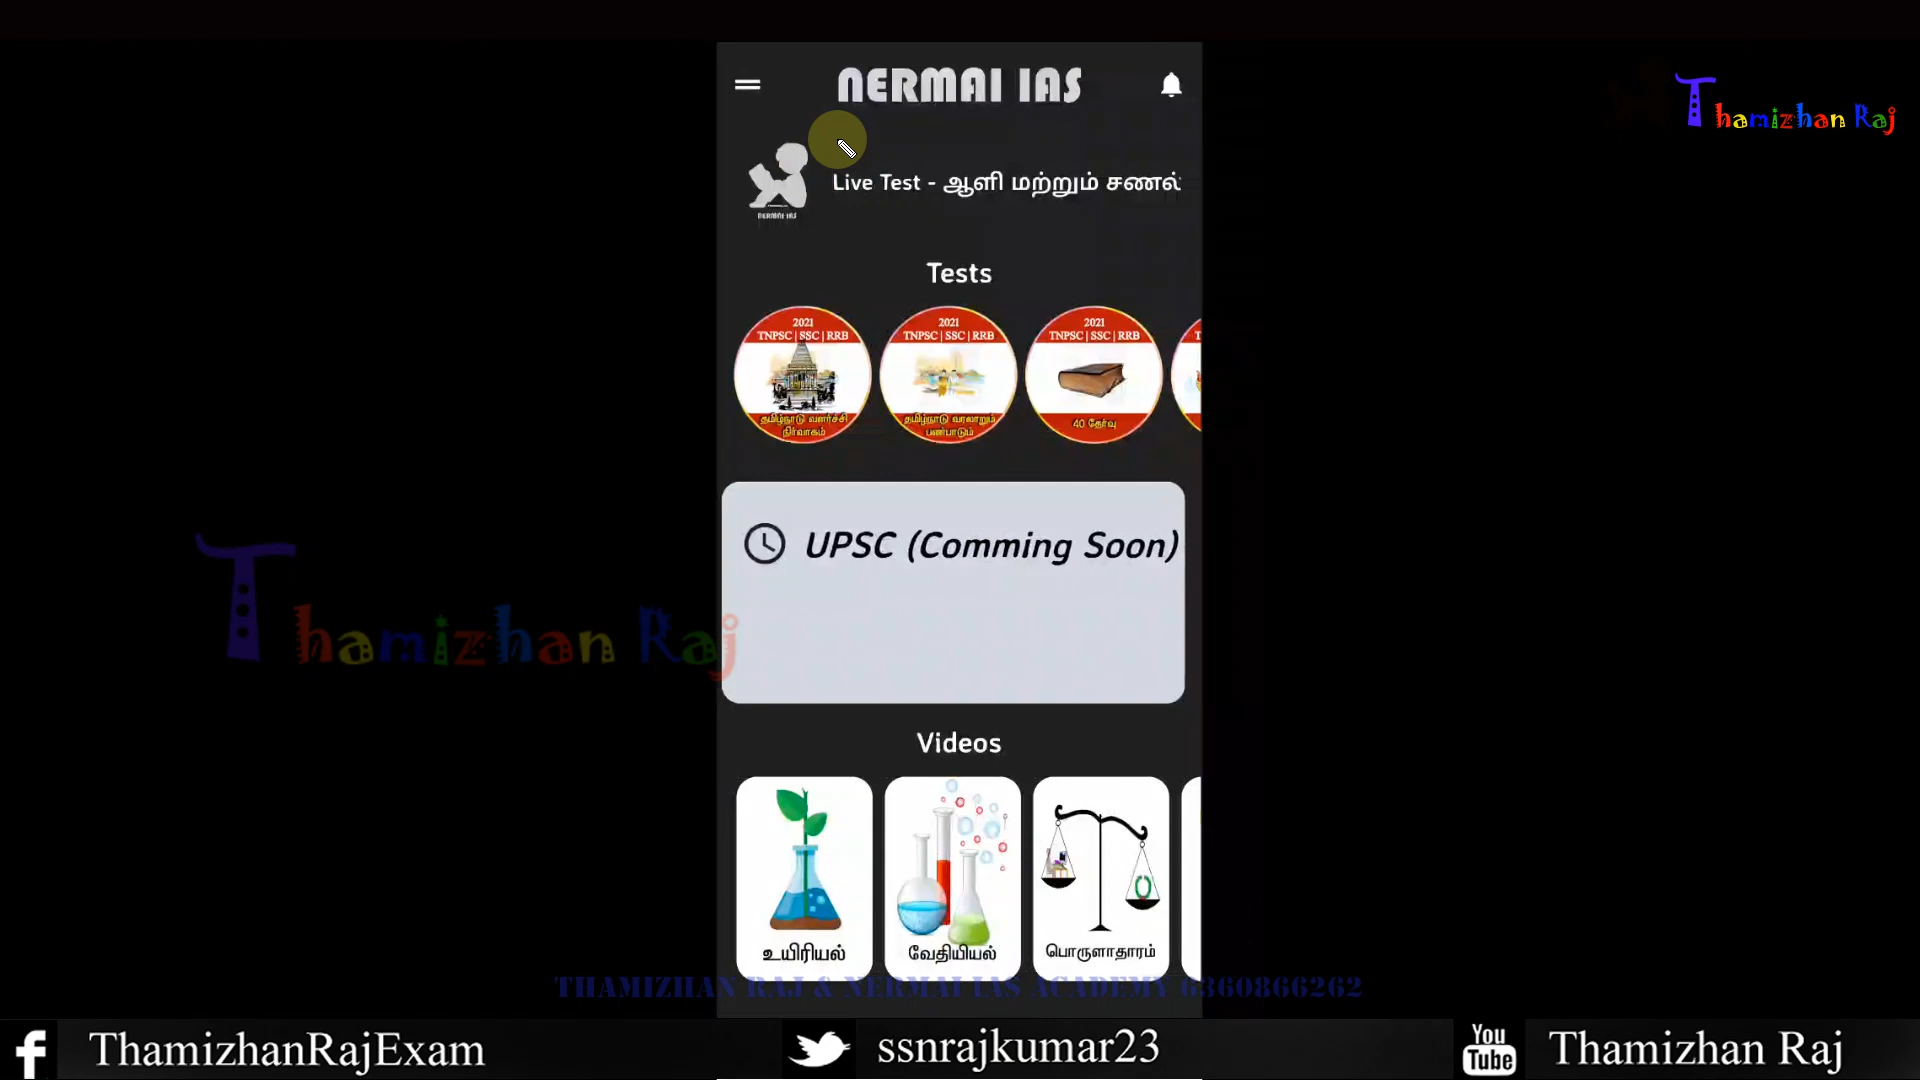 NERMAI IAS
Thamizhan Raj
Live Test - ஆளி மற்றும் சணல்
NERMAI IAS
Tests
2021
TNPSC | SSC | RRB
தமிழ்நாடு வளர்ச்சி
நிர்வாகம்
2021
TNPSC | SSC | RRB
தமிழ்நாடு வரலாறும்
பண்பாடும்
2021
TNPSC | SSC | RRB
40 தேர்வு
UPSC (Comming Soon)
Thamizhan Raj
Videos
உயிரியல்
வேதியியல்
பொருளாதாரம்
THAMIZHAN RAJ & NERMAI IAS ACADEMY 6360866262
ThamizhanRajExam
ssnrajkumar23
You
Tube
Thamizhan Raj